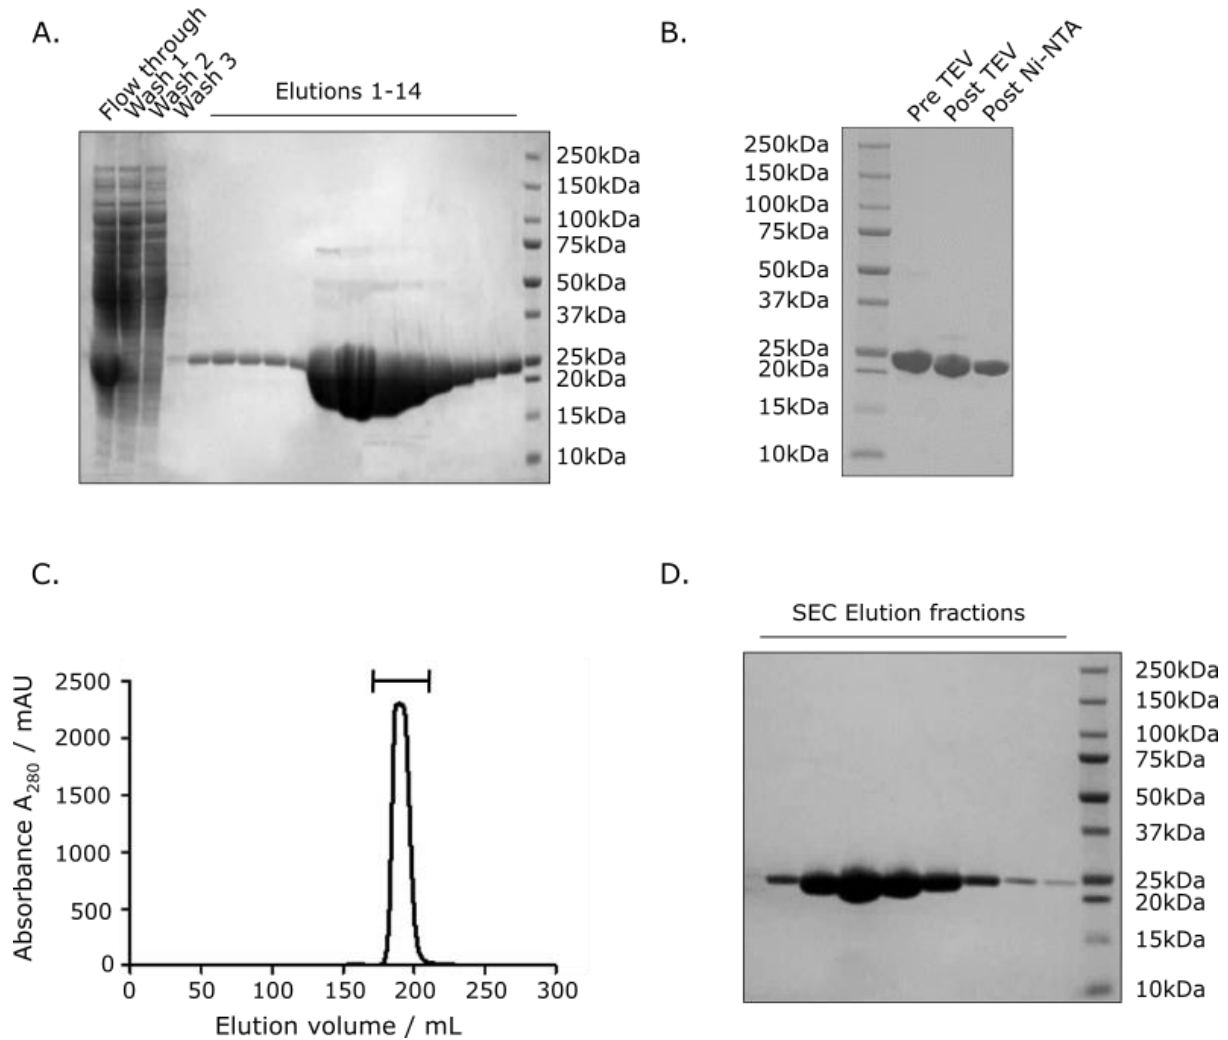 A.
Flow through
Wash 1
Wash 2
Wash 3
Elutions 1-14
250kDa
150kDa
100kDa
75kDa
50kDa
37kDa
25kDa
20kDa
15kDa
10kDa
B.
Pre TEV
Post TEV
Post Ni-NTA
250kDa
150kDa
100kDa
75kDa
50kDa
37kDa
25kDa
20kDa
15kDa
10kDa
C.
Absorbance A₂₈₀ / mAU
2500
2000
1500
1000
500
0
0 50 100 150 200 250 300
Elution volume / mL
D.
SEC Elution fractions
250kDa
150kDa
100kDa
75kDa
50kDa
37kDa
25kDa
20kDa
15kDa
10kDa